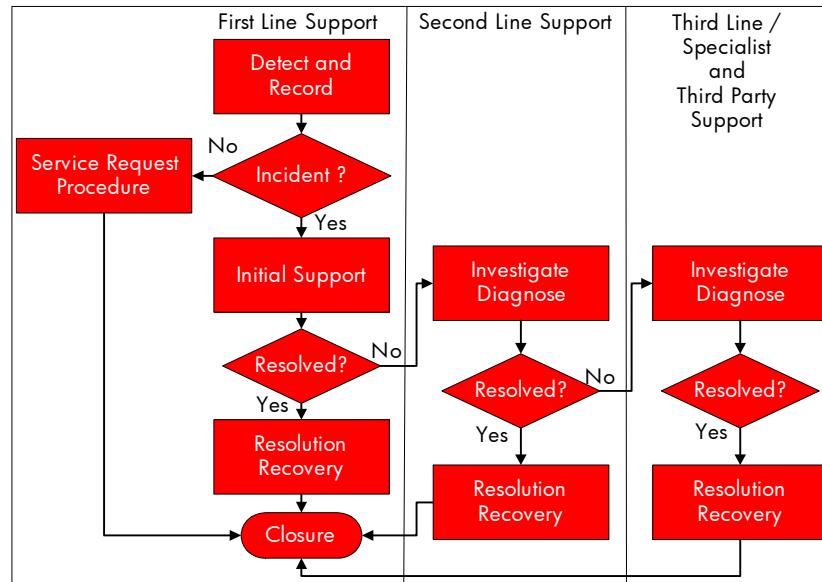 First Line Support
Second Line Support
Third Line /
Specialist
and
Third Party
Support
Detect and
Record
No
Service Request
Procedure
Incident ?
Yes
Initial Support
Investigate
Diagnose
Investigate
Diagnose
Resolved?
No
Resolved?
No
Resolved?
Yes
Yes
Yes
Resolution
Recovery
Resolution
Recovery
Resolution
Recovery
Closure